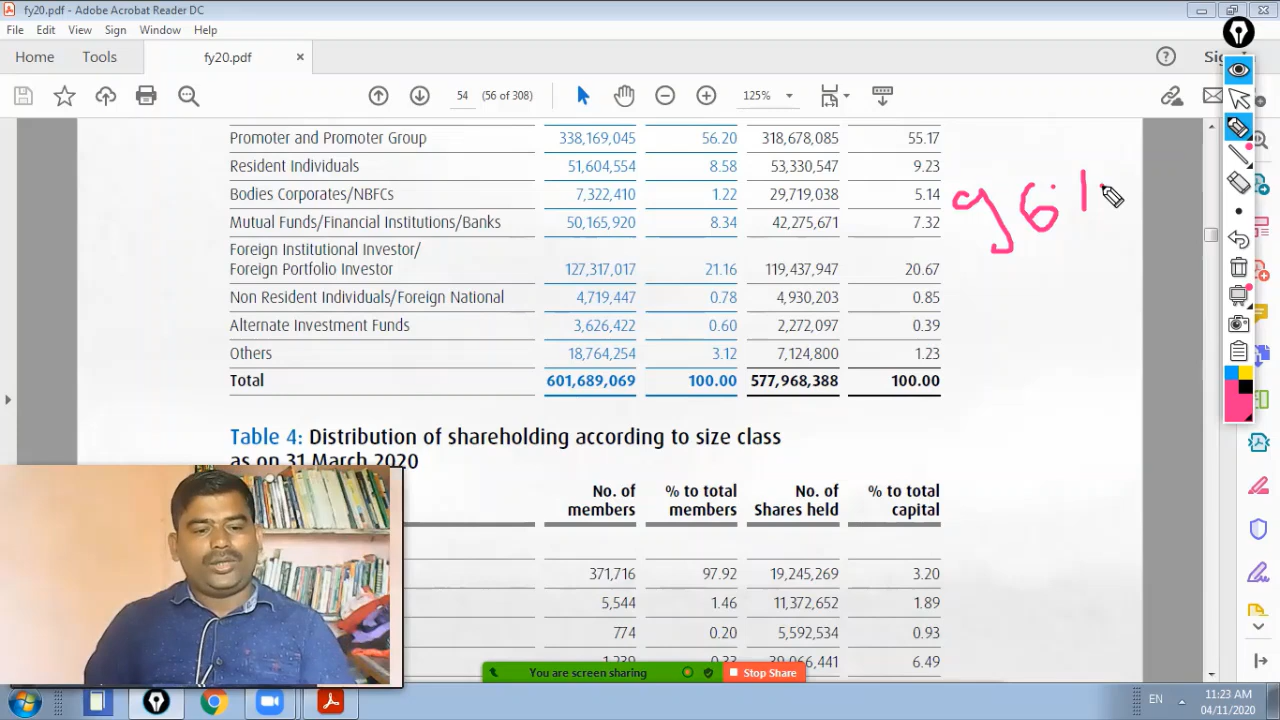 fy20.pdf - Adobe Acrobat Reader DC
File Edit View Sign Window Help
Home Tools fy20.pdf ×
54 (56 of 308) 125%
Promoter and Promoter Group 338,169,045 56.20 318,678,085 55.17
Resident Individuals 51,604,554 8.58 53,330,547 9.23
Bodies Corporates/NBFCs 7,322,410 1.22 29,719,038 5.14
Mutual Funds/Financial Institutions/Banks 50,165,920 8.34 42,275,671 7.32
Foreign Institutional Investor/
Foreign Portfolio Investor 127,317,017 21.16 119,437,947 20.67
Non Resident Individuals/Foreign National 4,719,447 0.78 4,930,203 0.85
Alternate Investment Funds 3,626,422 0.60 2,272,097 0.39
Others 18,764,254 3.12 7,124,800 1.23
Total 601,689,069 100.00 577,968,388 100.00
Table 4: Distribution of shareholding according to size class
as on 31 March 2020
No. of % to total No. of % to total
members members Shares held capital
371,716 97.92 19,245,269 3.20
5,544 1.46 11,372,652 1.89
774 0.20 5,592,534 0.93
1,239 0.33 39,066,441 6.49
You are screen sharing Stop Share
EN 11:23 AM
04/11/2020